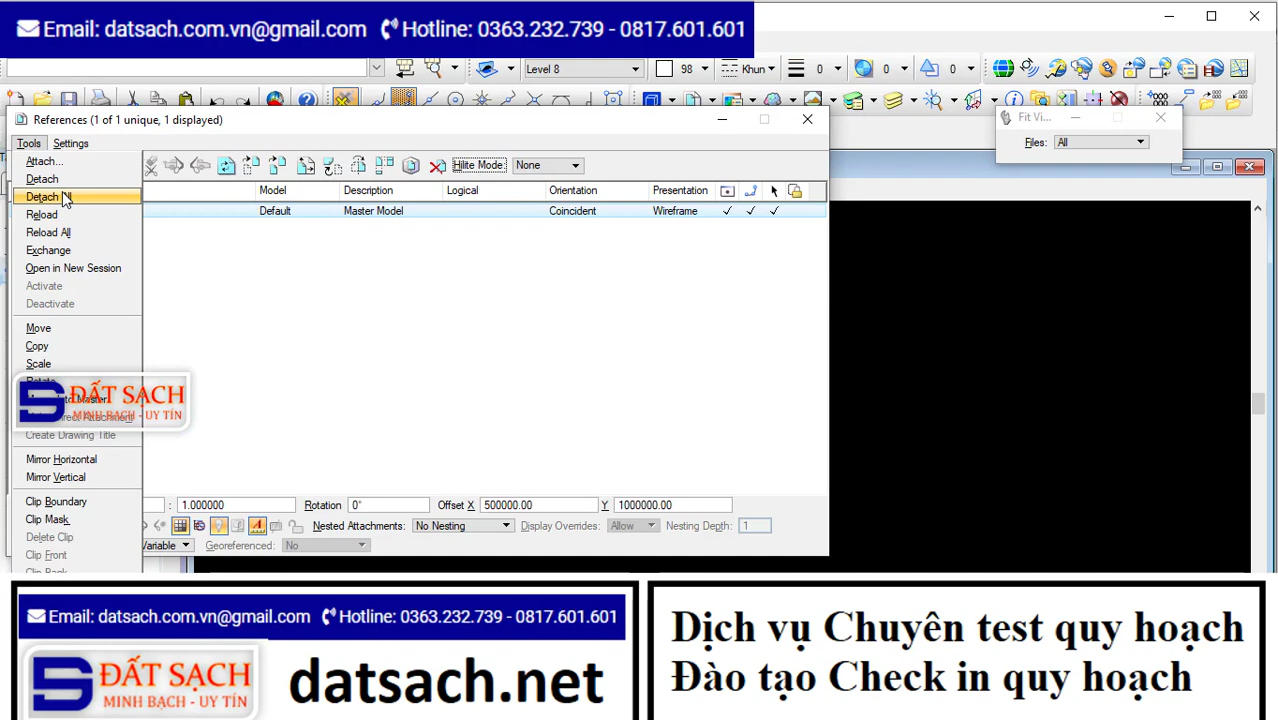 Email: datsach.com.vn@gmail.com Hotline: 0363.232.739 - 0817.601.601
Level 8 98 Khun 0 0 0
References (1 of 1 unique, 1 displayed)
Fit Vi...
Tools Settings
Files: All
Attach...
Hilite Mode: None
Detach
Model Description Logical Orientation Presentation
Detach All
Default Master Model Coincident Wireframe
Reload
Reload All
Exchange
Open in New Session
Activate
Deactivate
Move
Copy
Scale
Rotate
ĐẤT SẠCH
MINH BẠCH - UY TÍN
Create Drawing Title
Mirror Horizontal
Mirror Vertical
Clip Boundary
: 1.000000 Rotation 0° Offset X 500000.00 Y 1000000.00
Clip Mask
Nested Attachments: No Nesting Display Overrides: Allow Nesting Depth: 1
Delete Clip
Variable Georeferenced: No
Clip Front
Clip Back
Email: datsach.com.vn@gmail.com Hotline: 0363.232.739 - 0817.601.601
ĐẤT SẠCH
MINH BẠCH - UY TÍN
datsach.net
Dịch vụ Chuyên test quy hoạch
Đào tạo Check in quy hoạch